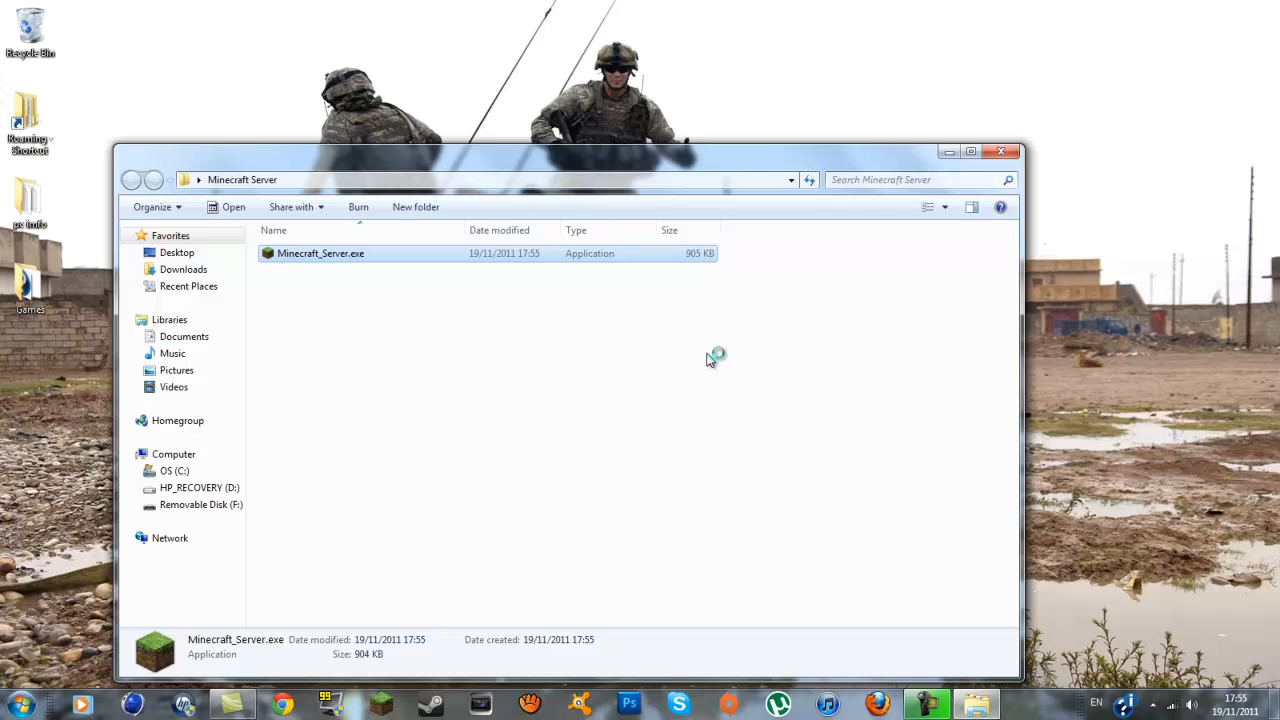 Recycle Bin
Roaming -
Shortcut
pc imfo
Games
Minecraft Server
Search Minecraft Server
Organize
Open
Share with
Burn
New folder
Name
Date modified
Type
Size
Minecraft_Server.exe
19/11/2011 17:55
Application
905 KB
Favorites
Desktop
Downloads
Recent Places
Libraries
Documents
Music
Pictures
Videos
Homegroup
Computer
OS (C:)
HP_RECOVERY (D:)
Removable Disk (F:)
Network
Minecraft_Server.exe Date modified: 19/11/2011 17:55 Date created: 19/11/2011 17:55
Application Size: 904 KB
99
Ps
EN
17:55
19/11/2011